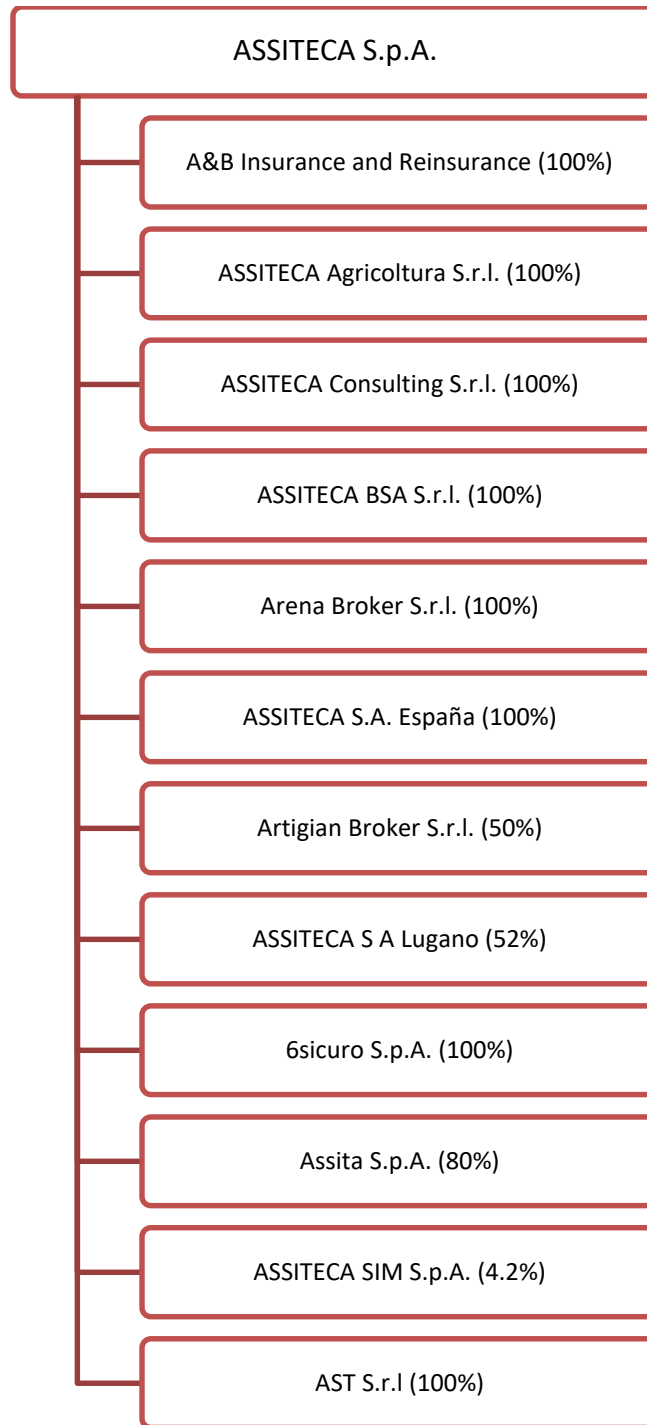 ASSITECA S.p.A.
A&B Insurance and Reinsurance (100%)
ASSITECA Agricoltura S.r.l. (100%)
ASSITECA Consulting S.r.l. (100%)
ASSITECA BSA S.r.l. (100%)
Arena Broker S.r.l. (100%)
ASSITECA S.A. España (100%)
Artigian Broker S.r.l. (50%)
ASSITECA S A Lugano (52%)
6sicuro S.p.A. (100%)
Assita S.p.A. (80%)
ASSITECA SIM S.p.A. (4.2%)
AST S.r.l (100%)